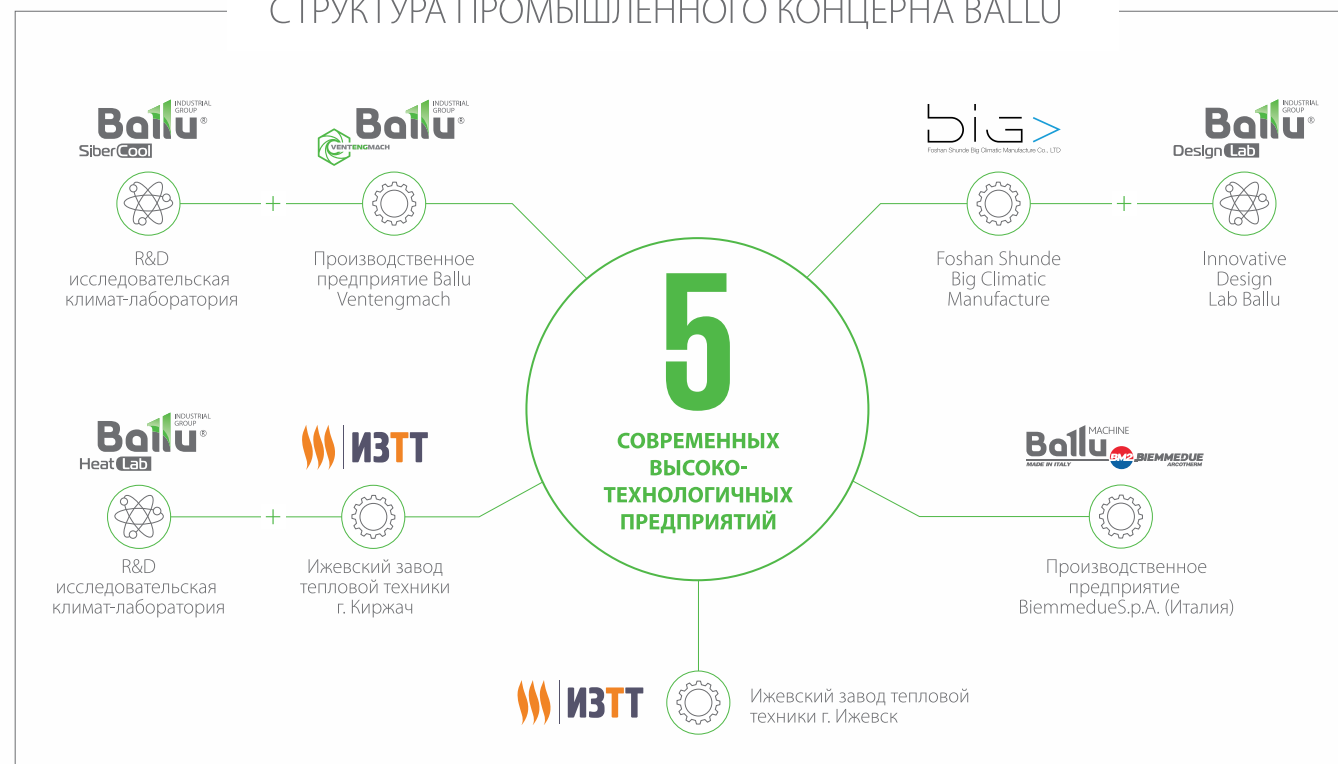 СТРУКТУРА ПРОМЫШЛЕННОГО КОНЦЕРНА BALLU
Ballu®
INDUSTRIAL
GROUP
SiberCool
VENTENGMACH
Ballu®
INDUSTRIAL
GROUP
BIG
Foshan Shunde Big Climatic Manufacture Co., LTD
Ballu®
INDUSTRIAL
GROUP
Design Lab
+
+
R&D
исследовательская
климат-лаборатория
Производственное
предприятие Ballu
Ventengmach
Foshan Shunde
Big Climatic
Manufacture
Innovative
Design
Lab Ballu
5
СОВРЕМЕННЫХ
ВЫСОКО-
ТЕХНОЛОГИЧНЫХ
ПРЕДПРИЯТИЙ
Ballu®
INDUSTRIAL
GROUP
Heat Lab
ИЗТТ
Ballu
MACHINE
MADE IN ITALY
BM2 BIEMMEDUE
ARCOTHERM
+
R&D
исследовательская
климат-лаборатория
Ижевский завод
тепловой техники
г. Киржач
Производственное
предприятие
BiemmedueS.p.A. (Италия)
ИЗТТ
Ижевский завод тепловой
техники г. Ижевск